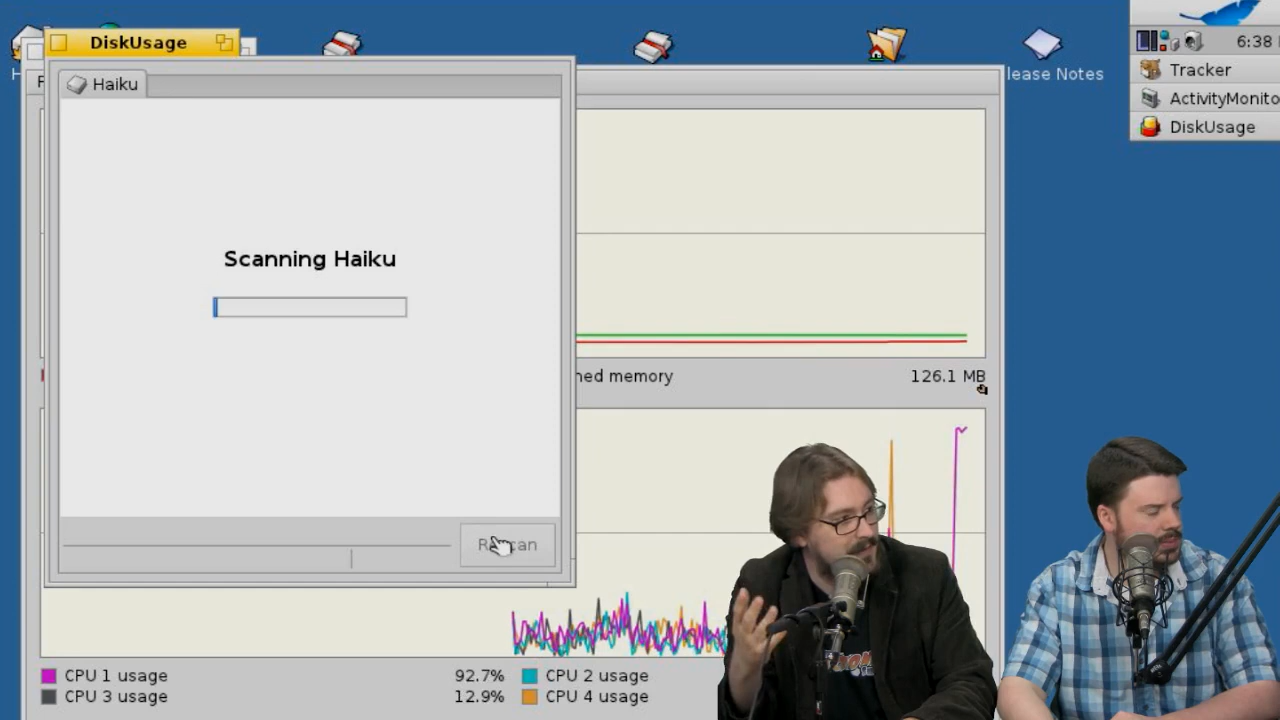 DiskUsage
6:38
Haiku
lease Notes
Tracker
ActivityMonito
DiskUsage
Scanning Haiku
ned memory
126.1 MB
CPU 1 usage
92.7%
CPU 2 usage
CPU 3 usage
12.9%
CPU 4 usage